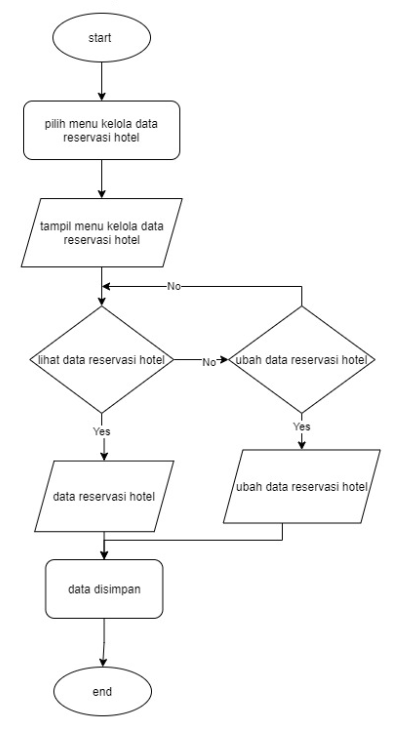 start
pilih menu kelola data
reservasi hotel
tampil menu kelola data
reservasi hotel
No
lihat data reservasi hotel
No
ubah data reservasi hotel
Yes
Yes
data reservasi hotel
ubah data reservasi hotel
data disimpan
end